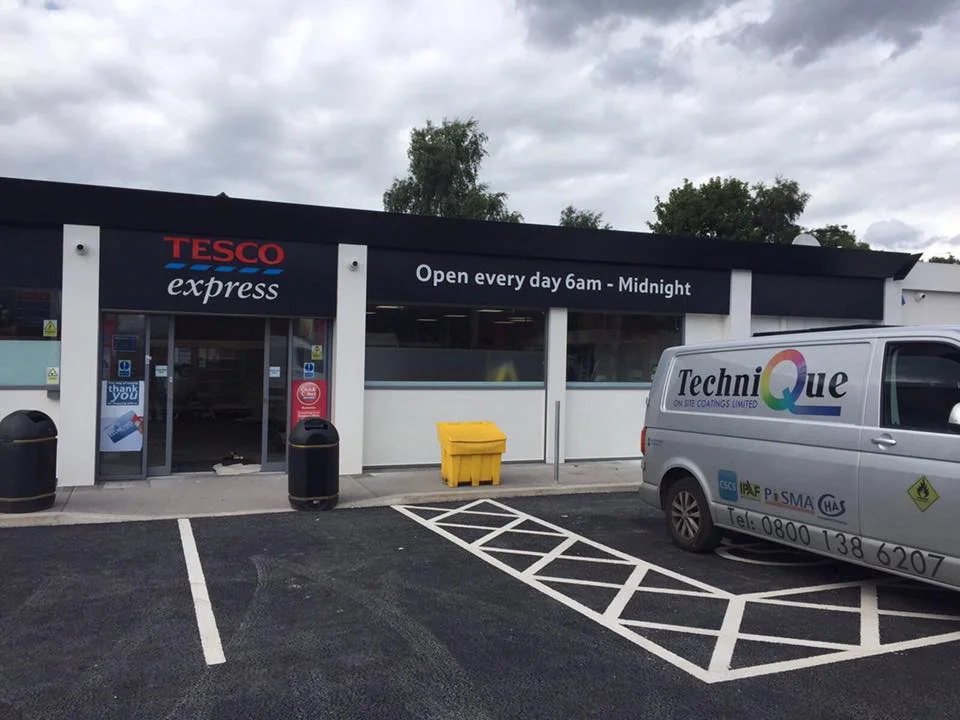 TESCO
express
Open every day 6am - Midnight
thank
you
TechniQue
ON SITE COATINGS LIMITED
CSCS IPAF PASMA CHAS
Tel: 0800 138 6207